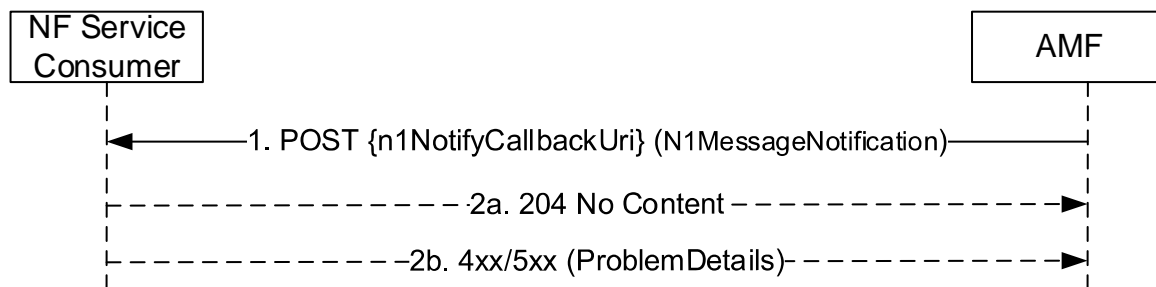 NF Service
Consumer
AMF
1. POST {n1NotifyCallbackUri} (N1MessageNotification)
2a. 204 No Content
2b. 4xx/5xx (ProblemDetails)